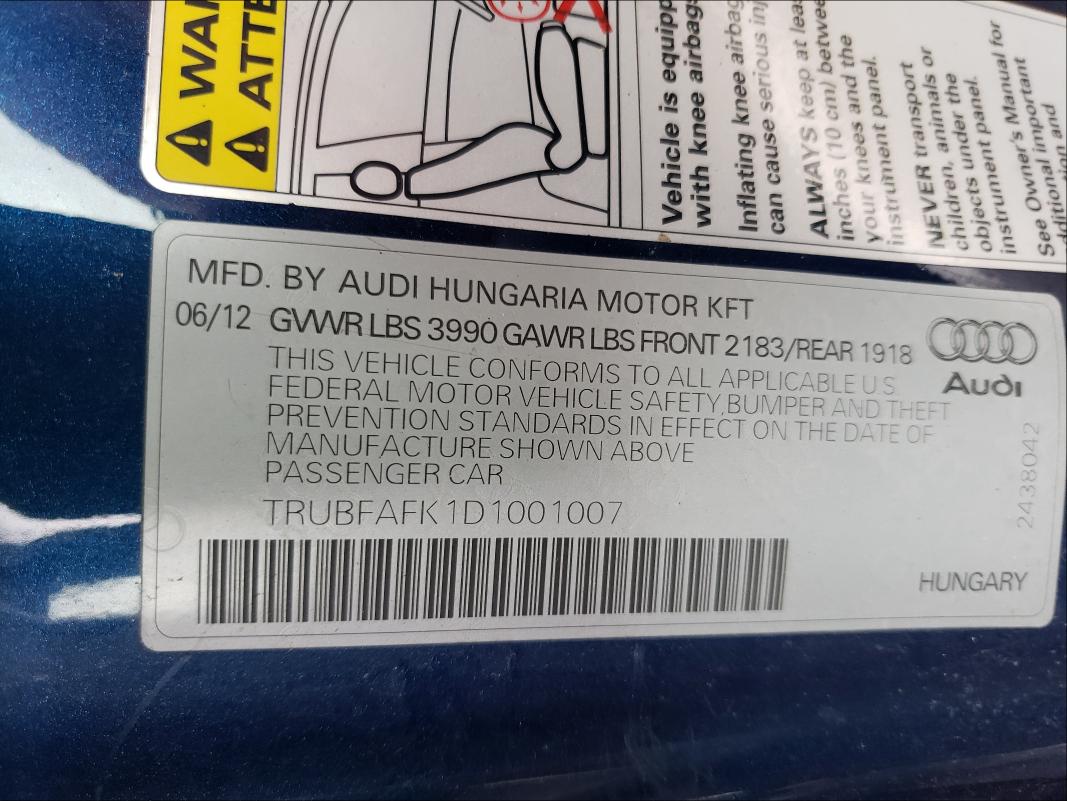 ⚠ WAR
⚠ ATTE
Vehicle is equipp
with knee airbag
Inflating knee airbag
can cause serious inj
ALWAYS keep at leas
inches (10 cm) betwee
your knees and the
instrument panel.
NEVER transport
children, animals or
objects under the
instrument panel.
See Owner's Manual for
Additional important
MFD. BY AUDI HUNGARIA MOTOR KFT
06/12 GVWR LBS 3990 GAWR LBS FRONT 2183/REAR 1918
THIS VEHICLE CONFORMS TO ALL APPLICABLE U.S.
FEDERAL MOTOR VEHICLE SAFETY, BUMPER AND THEFT
PREVENTION STANDARDS IN EFFECT ON THE DATE OF
MANUFACTURE SHOWN ABOVE
PASSENGER CAR
TRUBFAFK1D1001007
Audi
2438042
HUNGARY